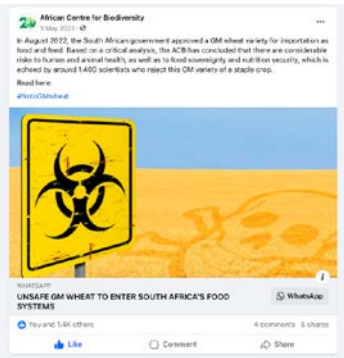 African Centre for Biodiversity
5 May 2023 ·
In August 2022, the South African government approved a GM wheat variety for importation as
food and feed. Based on a critical analysis, the ACB has concluded that there are considerable
risks to human and animal health, as well as to food sovereignty and nutrition security, which is
echoed by around 1400 scientists who reject this GM variety of a staple crop.
Read here:
#NotoGMwheat
WHATSAPP
UNSAFE GM WHEAT TO ENTER SOUTH AFRICA'S FOOD
SYSTEMS
WhatsApp
You and 1.4K others
4 comments 5 shares
Like
Comment
Share